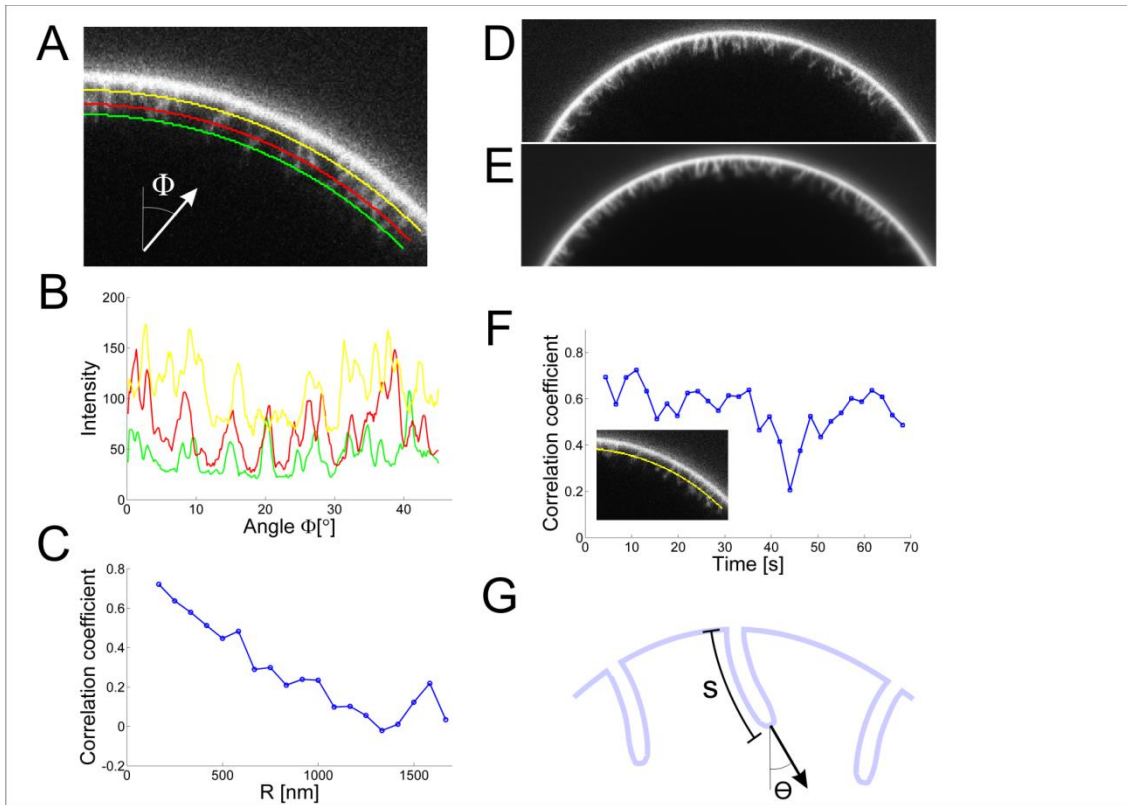 A
Φ
B
200
150
100
50
0
Intensity
0 10 20 30 40
Angle Φ[°]
C
0.8
0.6
0.4
0.2
0
-0.2
Correlation coefficient
0 500 1000 1500
R [nm]
D
E
F
0.8
0.6
0.4
0.2
0
Correlation coefficient
0 10 20 30 40 50 60 70
Time [s]
G
s
Θ